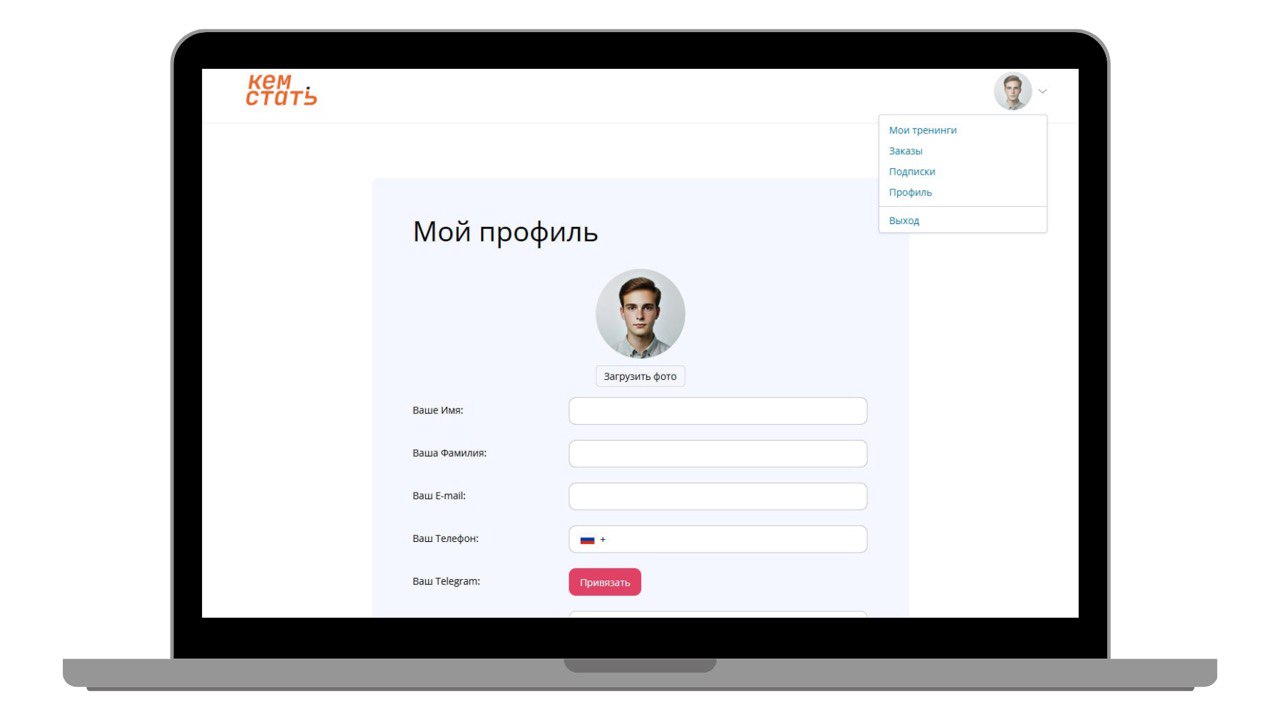 кем
стать
Мои тренинги
Заказы
Подписки
Профиль
Выход
Мой профиль
Загрузить фото
Ваше Имя:
Ваша Фамилия:
Ваш E-mail:
Ваш Телефон:
+
Ваш Telegram:
Привязать